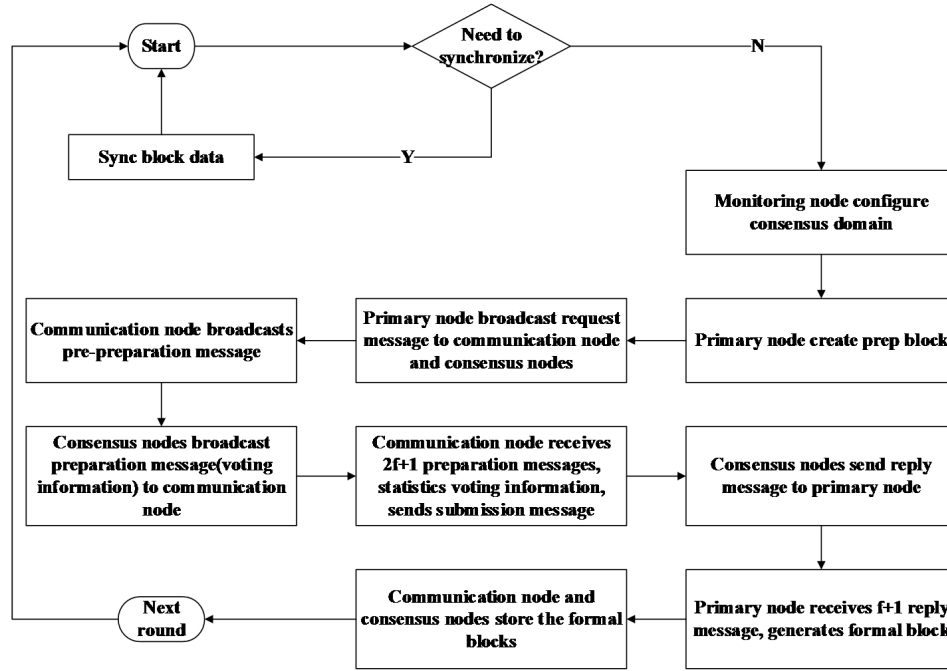 Start
Need to
synchronize?
N
Sync block data
Y
Monitoring node configure
consensus domain
Communication node broadcasts
pre-preparation message
Primary node broadcast request
message to communication node
and consensus nodes
Primary node create prep block
Consensus nodes broadcast
preparation message(voting
information) to communication
node
Communication node receives
2f+1 preparation messages,
statistics voting information,
sends submission message
Consensus nodes send reply
message to primary node
Next
round
Communication node and
consensus nodes store the formal
blocks
Primary node receives f+1 reply
message, generates formal block